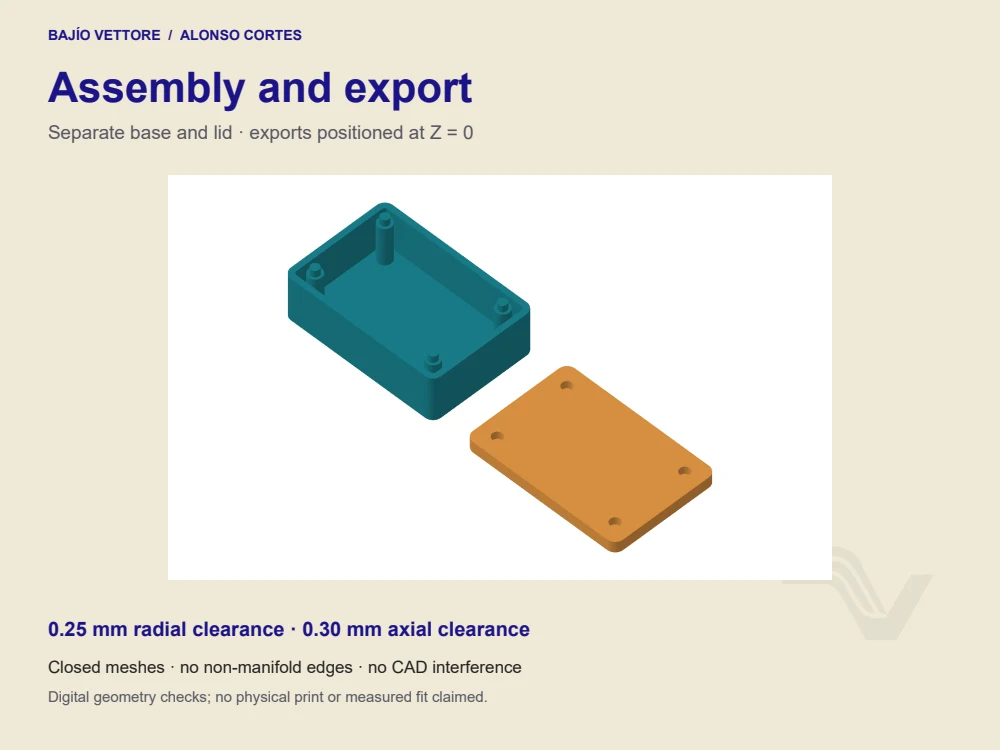 BAJÍO VETTORE / ALONSO CORTES
Assembly and export
Separate base and lid · exports positioned at Z = 0
0.25 mm radial clearance · 0.30 mm axial clearance
Closed meshes · no non-manifold edges · no CAD interference
Digital geometry checks; no physical print or measured fit claimed.